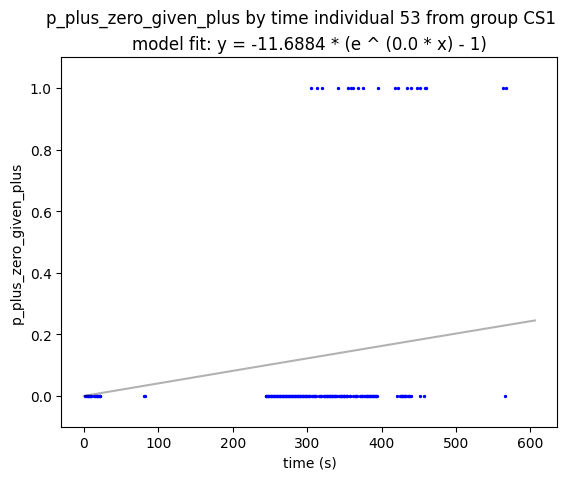 p_plus_zero_given_plus by time individual 53 from group CS1
model fit: y = -11.6884 * (e ^ (0.0 * x) - 1)
1.0
0.8
0.6
0.4
0.2
0.0
p_plus_zero_given_plus
0 100 200 300 400 500 600
time (s)